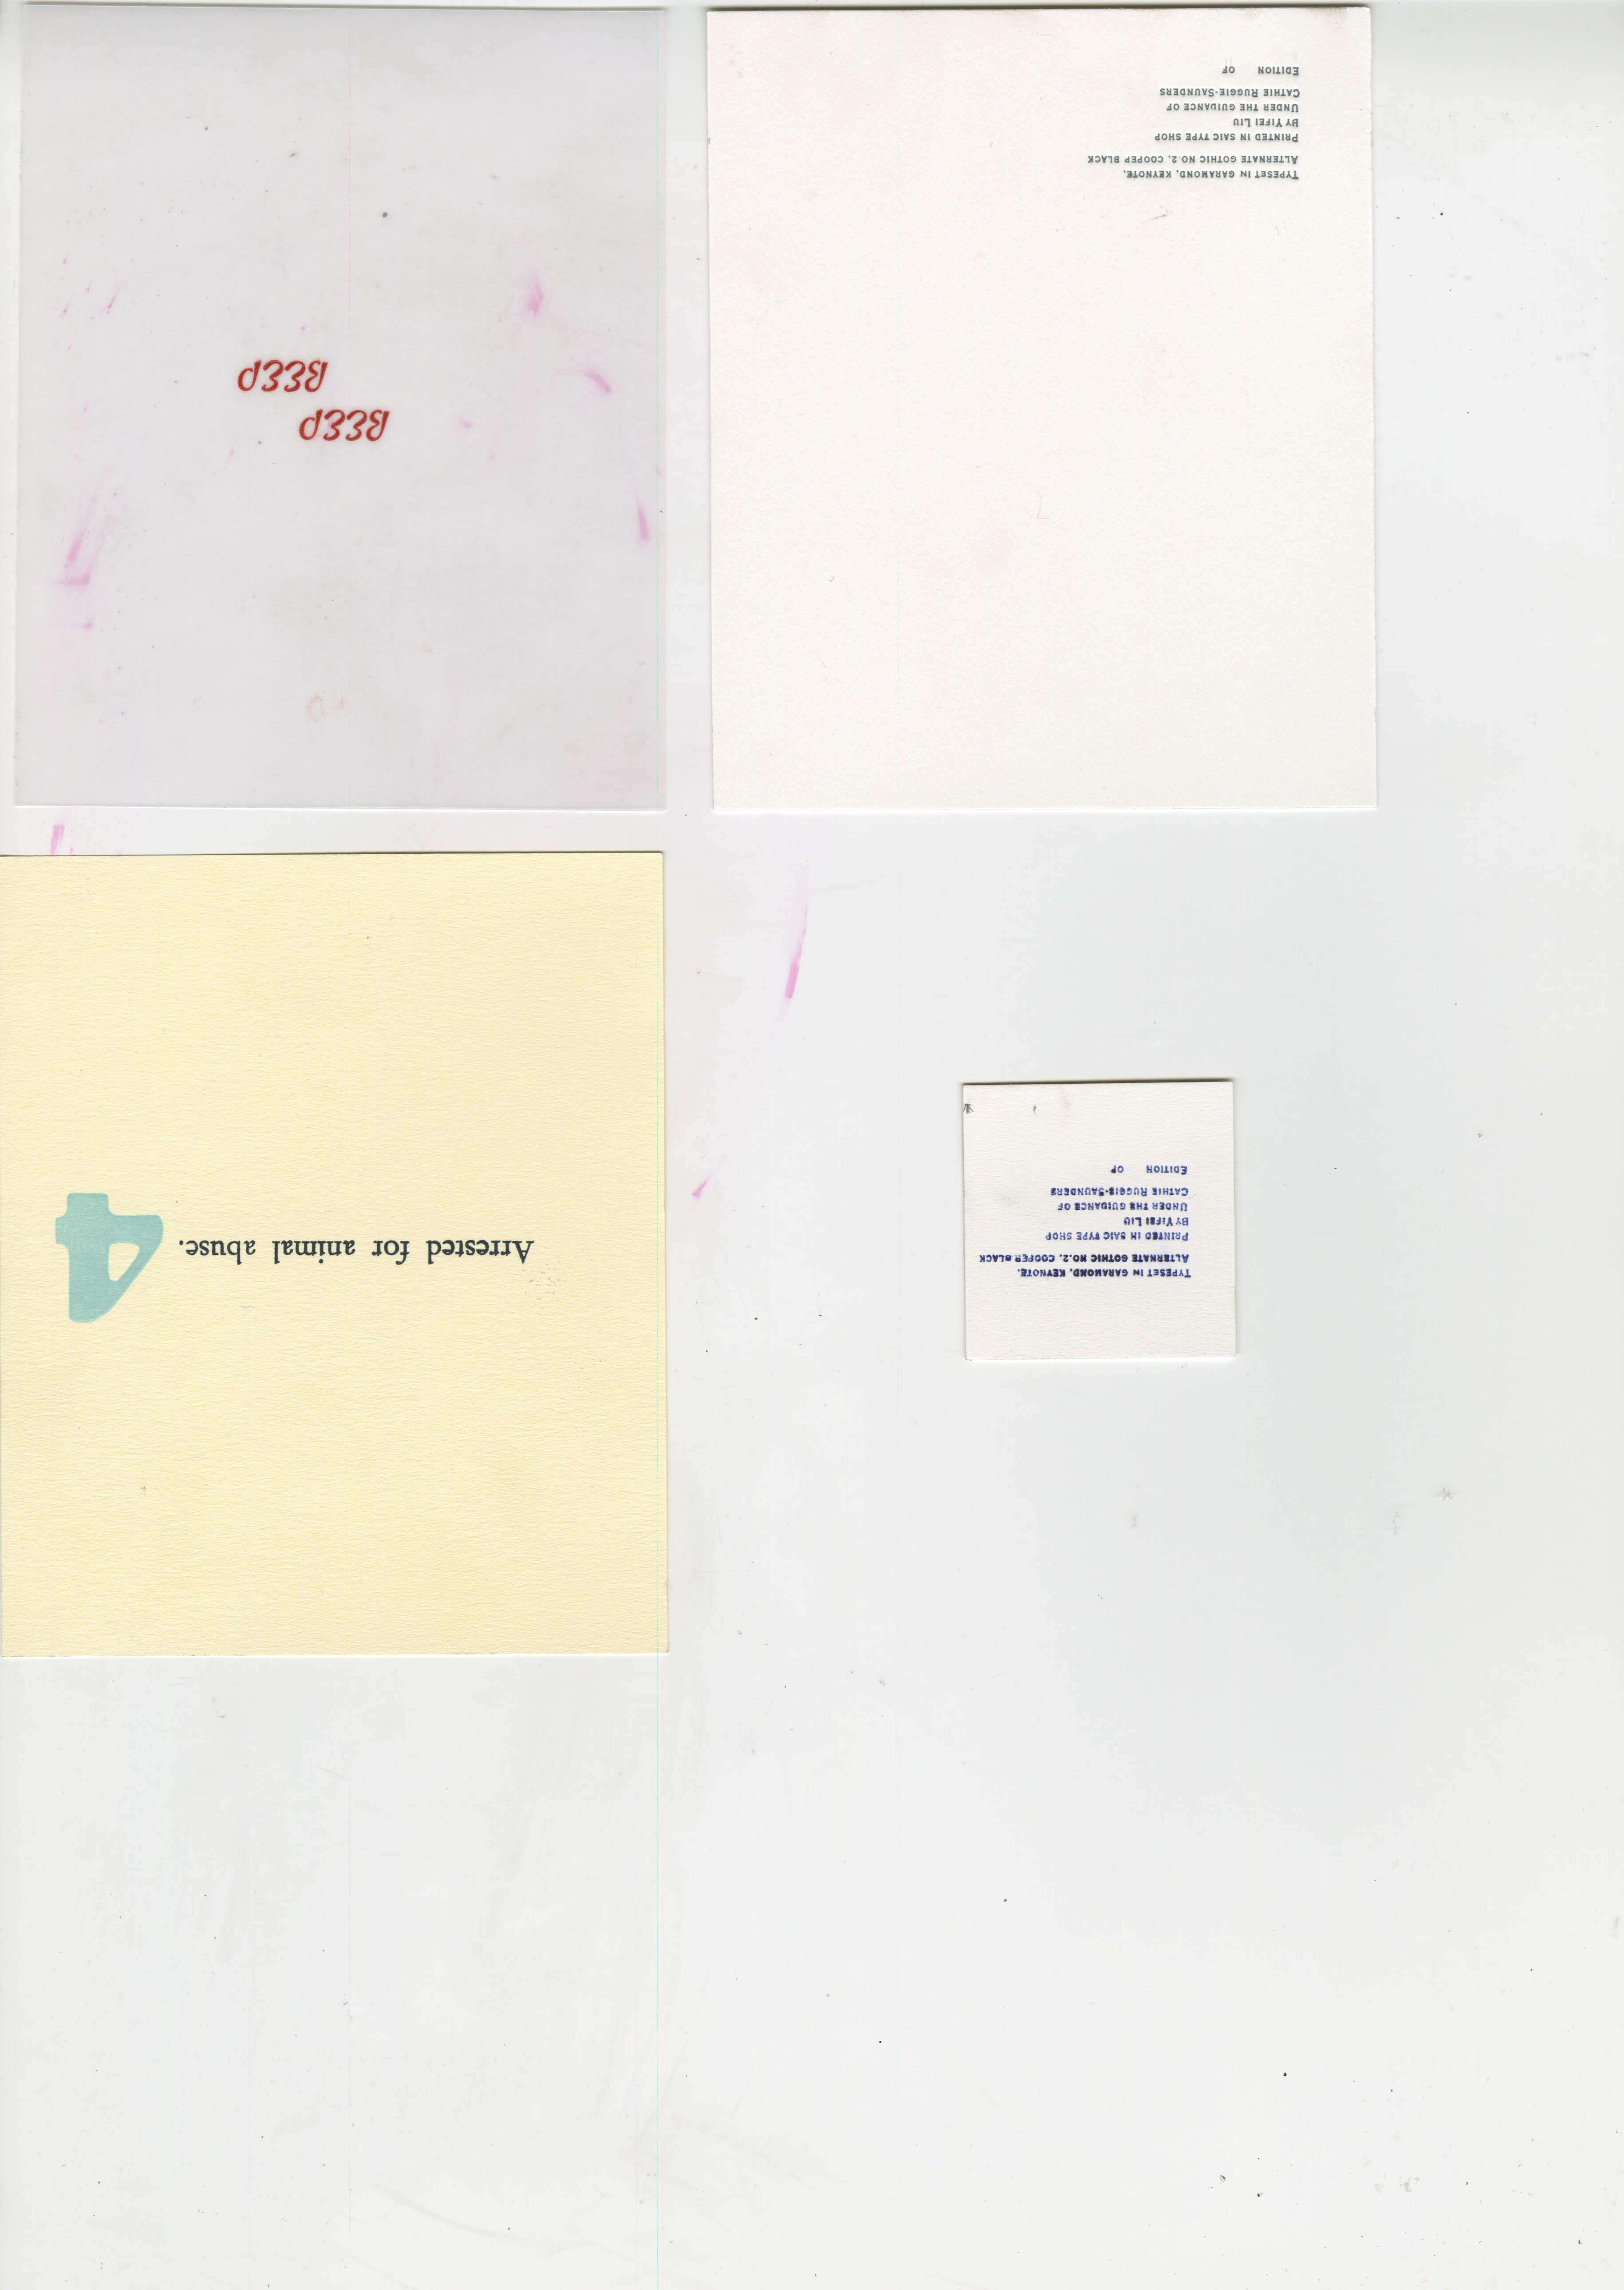 TYPESET IN GARAMOND, KEYNOTE,
ALTERNATE GOTHIC NO.2, COOPER BLACK
PRINTED IN SAIC TYPE SHOP
BY YIFEI LIU
UNDER THE GUIDANCE OF
CATHIE RUGGIE-SAUNDERS
EDITION OF
Arrested for animal abuse. 4
TYPESET IN GARAMOND, KEYNOTE,
ALTERNATE GOTHIC NO.2, COOPER BLACK
PRINTED IN SAIC TYPE SHOP
BY YIFEI LIU
UNDER THE GUIDANCE OF
CATHIE RUGGIE-SAUNDERS
EDITION OF
BEEP
BEEP